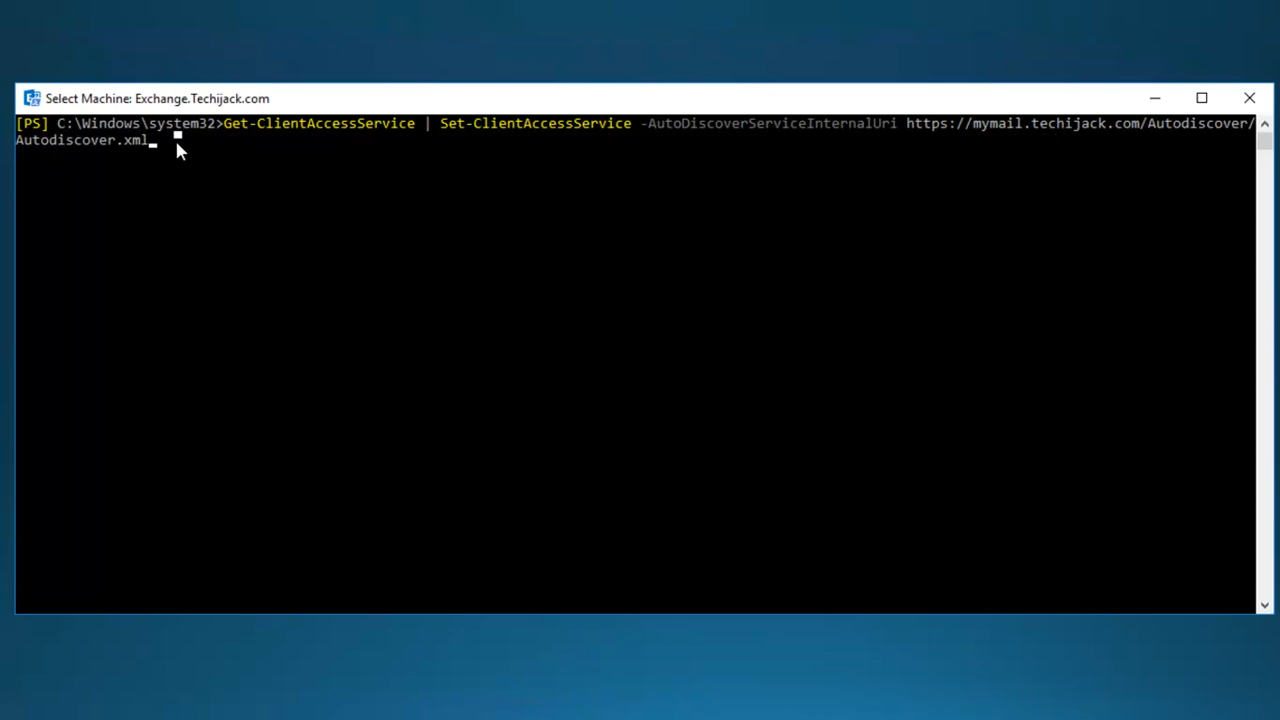 Select Machine: Exchange.Techijack.com
[PS] C:\Windows\system32>Get-ClientAccessService | Set-ClientAccessService -AutoDiscoverServiceInternalUri https://mymail.techijack.com/Autodiscover/
Autodiscover.xml